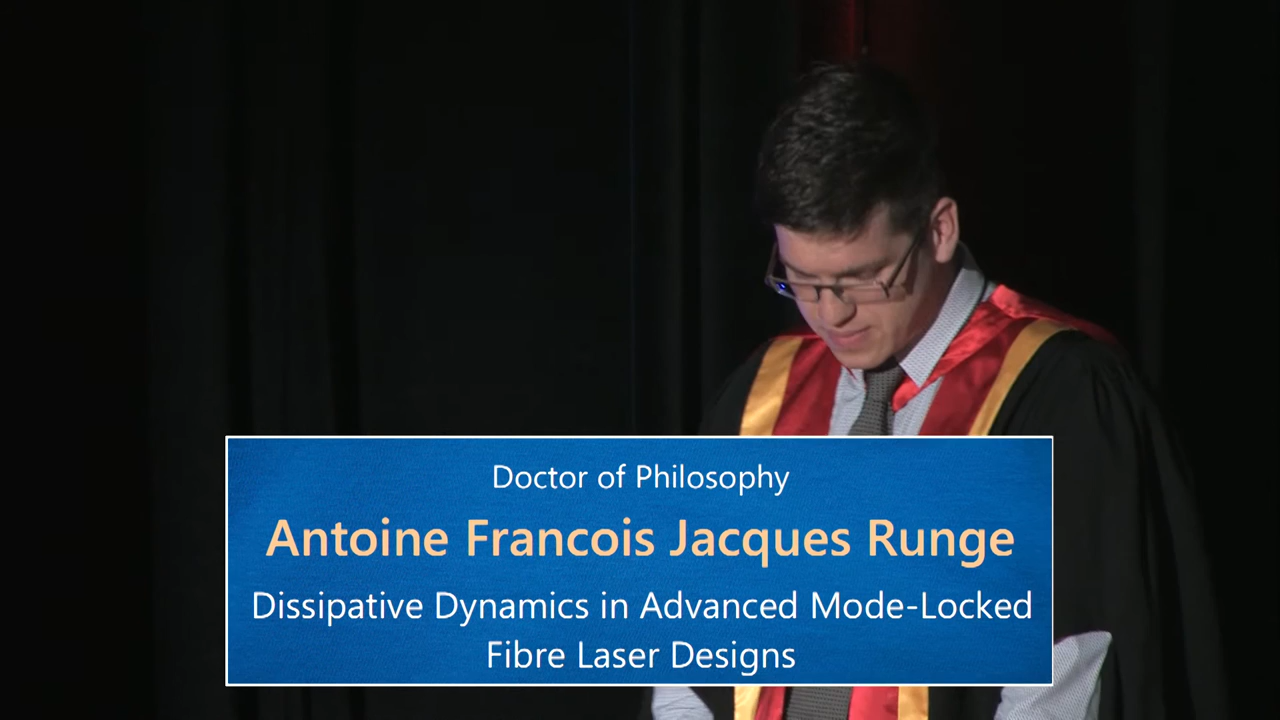 Doctor of Philosophy
Antoine Francois Jacques Runge
Dissipative Dynamics in Advanced Mode-Locked
Fibre Laser Designs